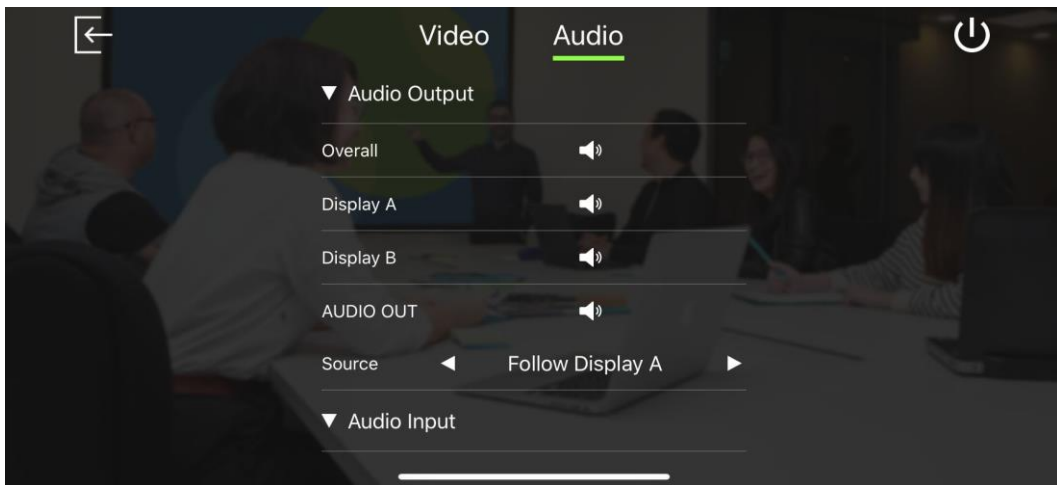 Video Audio
▼ Audio Output
Overall
Display A
Display B
AUDIO OUT
Source ◀ Follow Display A ▶
▼ Audio Input